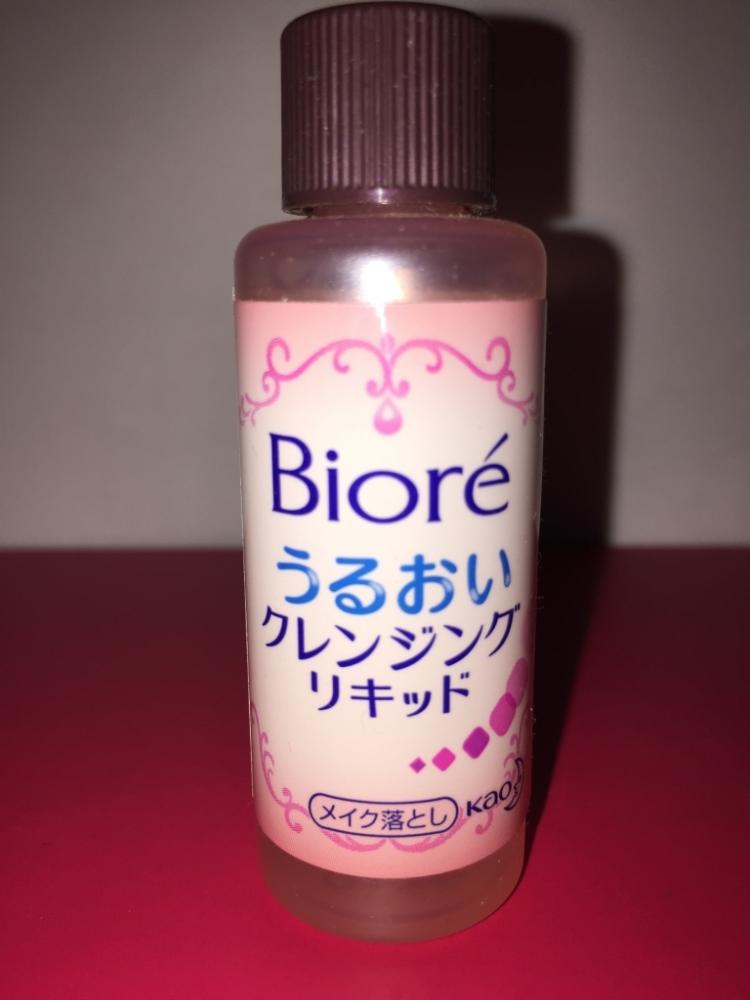 Bioré
うるおい
クレンジング
リキッド
メイク落とし
Kao